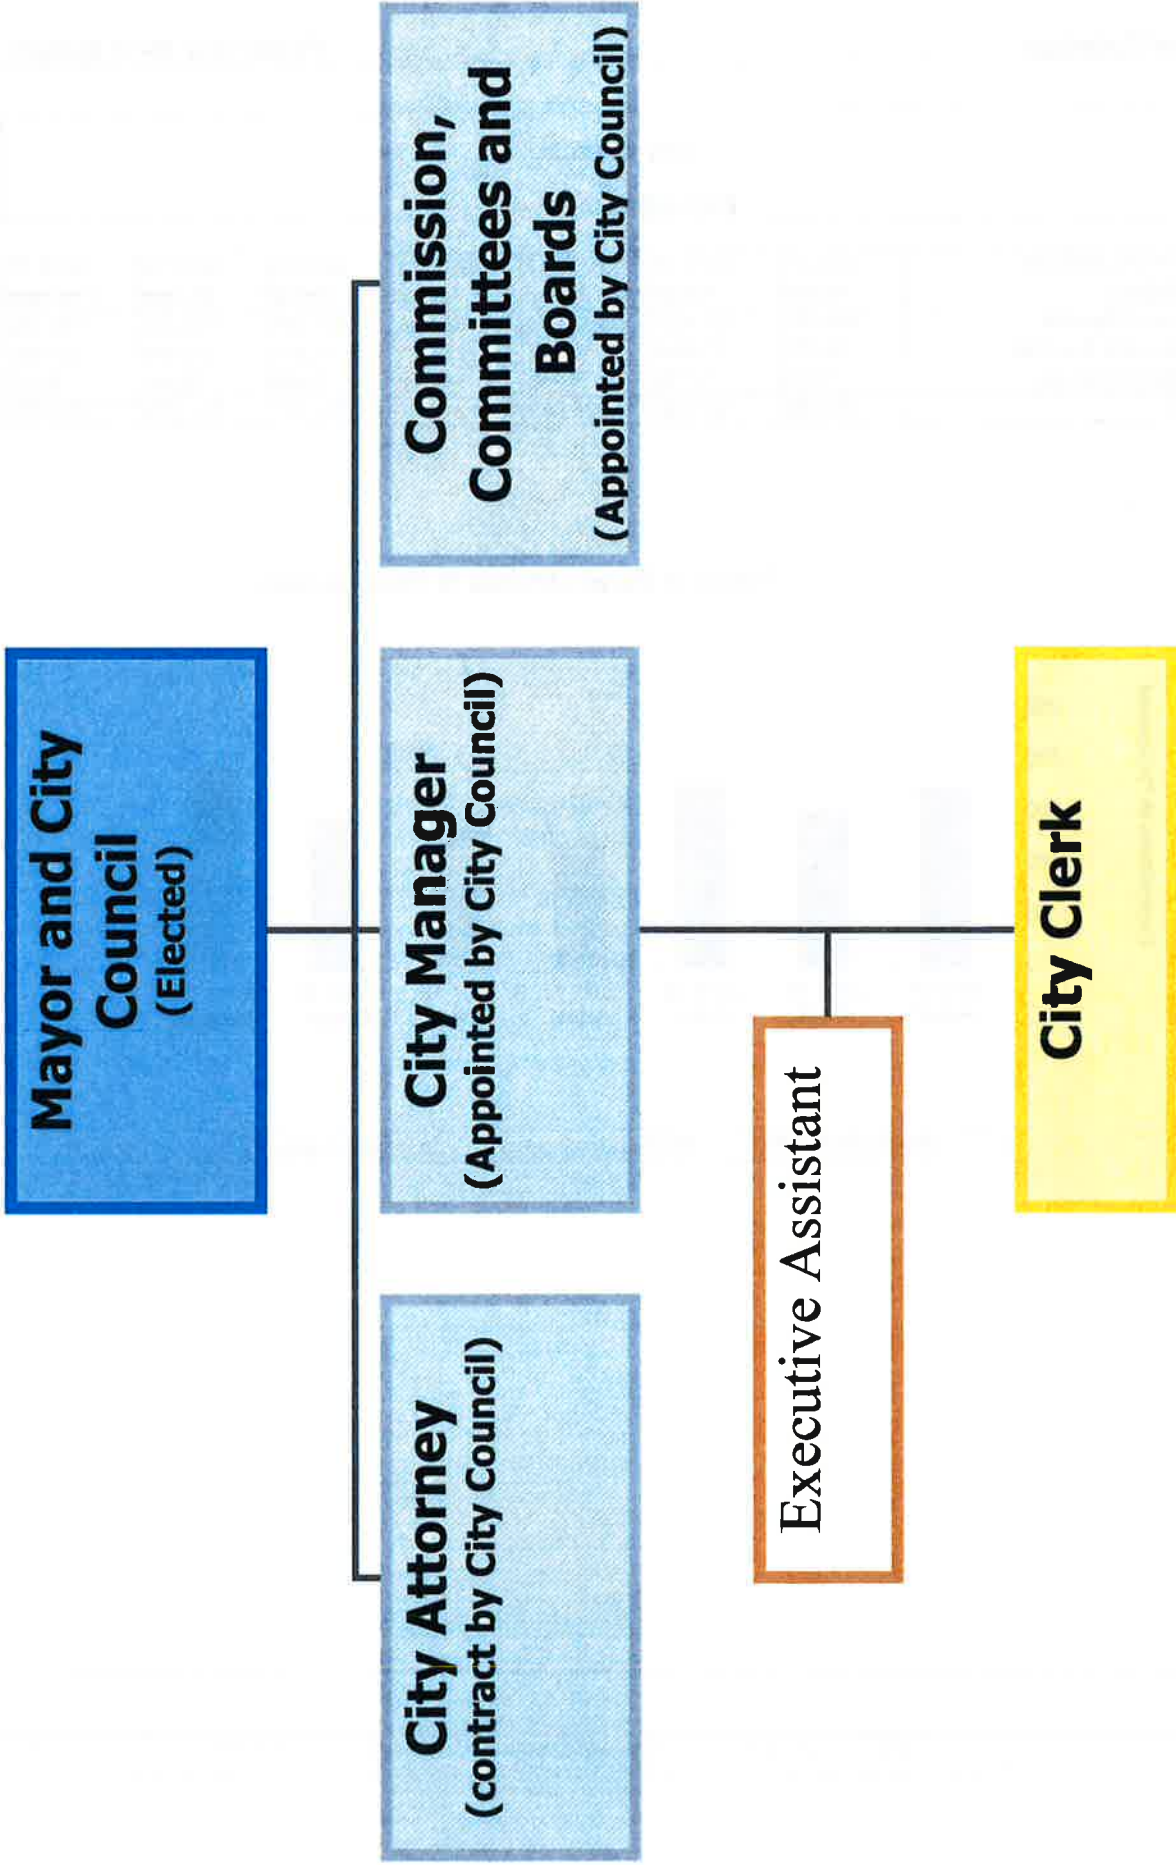 Mayor and City
Council
(Elected)
City Attorney
(contract by City Council)
City Manager
(Appointed by City Council)
Commission,
Committees and
Boards
(Appointed by City Council)
Executive Assistant
City Clerk